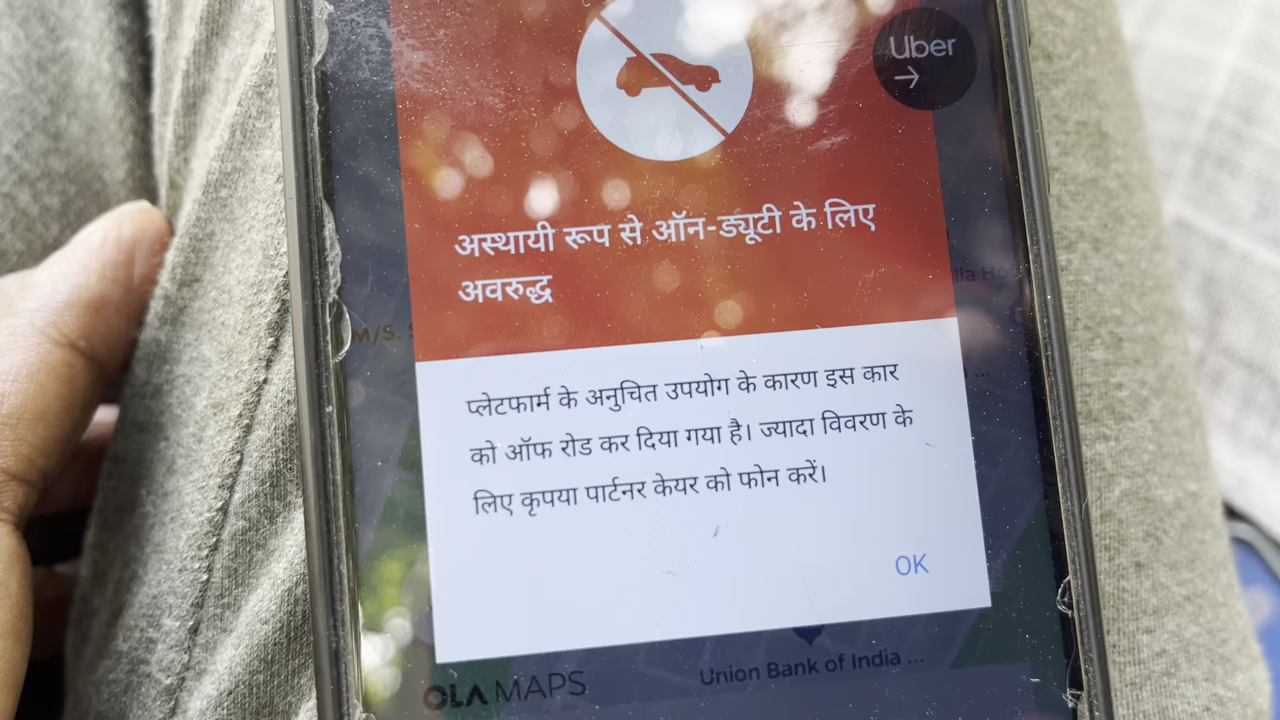 Uber
अस्थायी रूप से ऑन-ड्यूटी के लिए
अवरुद्ध
M/S.
प्लेटफार्म के अनुचित उपयोग के कारण इस कार
को ऑफ रोड कर दिया गया है। ज्यादा विवरण के
लिए कृपया पार्टनर केयर को फोन करें।
OK
OLA MAPS
Union Bank of India ...